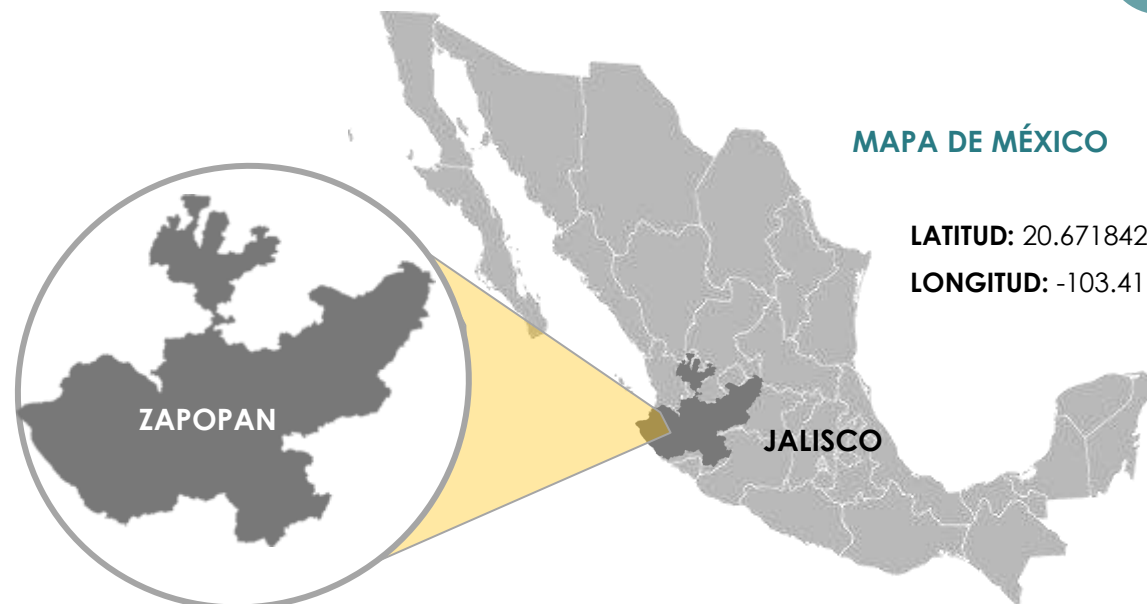 MAPA DE MÉXICO
LATITUD: 20.671842
LONGITUD: -103.41
ZAPOPAN
JALISCO